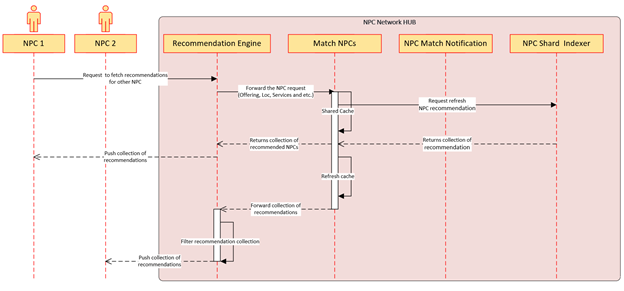 NPC Network HUB
NPC 1
NPC 2
Recommendation Engine
Match NPCs
NPC Match Notification
NPC Shard Indexer
Request to fetch recommendations
for other NPC
Forward the NPC request
(Offering, Loc, Services and etc.)
Shared Cache
Request refresh
NPC recommendation
Returns collection of
recommended NPCs
Returns collection of
recommendation
Push collection of
recommendations
Refresh cache
Forward collection of
recommendations
Filter recommendation collection
Push collection of
recommendations